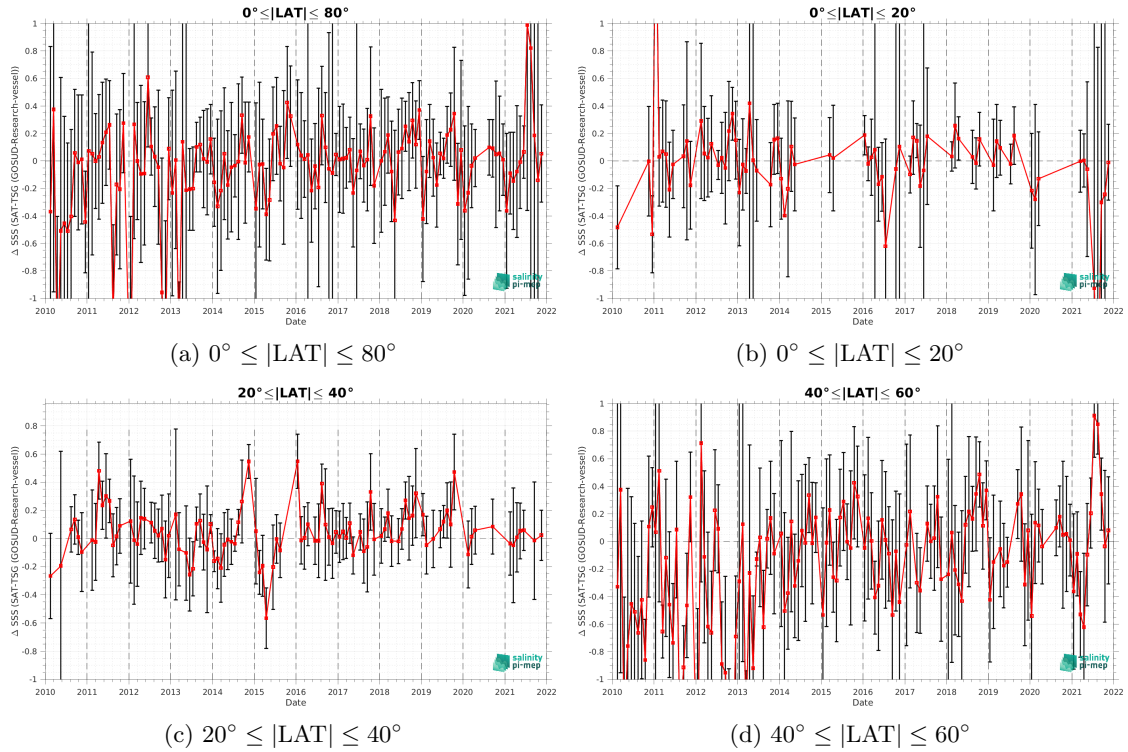 0°≤|LAT|≤ 80°
Δ SSS (SAT-TSG (GOSUD-Research-vessel))
1
0.8
0.6
0.4
0.2
0
-0.2
-0.4
-0.6
-0.8
-1
2010 2011 2012 2013 2014 2015 2016 2017 2018 2019 2020 2021 2022
Date
salinity
pi-mep
(a) 0° ≤ |LAT| ≤ 80°
0°≤|LAT|≤ 20°
Δ SSS (SAT-TSG (GOSUD-Research-vessel))
1
0.8
0.6
0.4
0.2
0
-0.2
-0.4
-0.6
-0.8
-1
2010 2011 2012 2013 2014 2015 2016 2017 2018 2019 2020 2021 2022
Date
salinity
pi-mep
(b) 0° ≤ |LAT| ≤ 20°
20°≤|LAT|≤ 40°
Δ SSS (SAT-TSG (GOSUD-Research-vessel))
0.8
0.6
0.4
0.2
0
-0.2
-0.4
-0.6
-0.8
-1
2010 2011 2012 2013 2014 2015 2016 2017 2018 2019 2020 2021 2022
Date
salinity
pi-mep
(c) 20° ≤ |LAT| ≤ 40°
40°≤|LAT|≤ 60°
Δ SSS (SAT-TSG (GOSUD-Research-vessel))
1
0.8
0.6
0.4
0.2
0
-0.2
-0.4
-0.6
-0.8
-1
2010 2011 2012 2013 2014 2015 2016 2017 2018 2019 2020 2021 2022
Date
salinity
pi-mep
(d) 40° ≤ |LAT| ≤ 60°